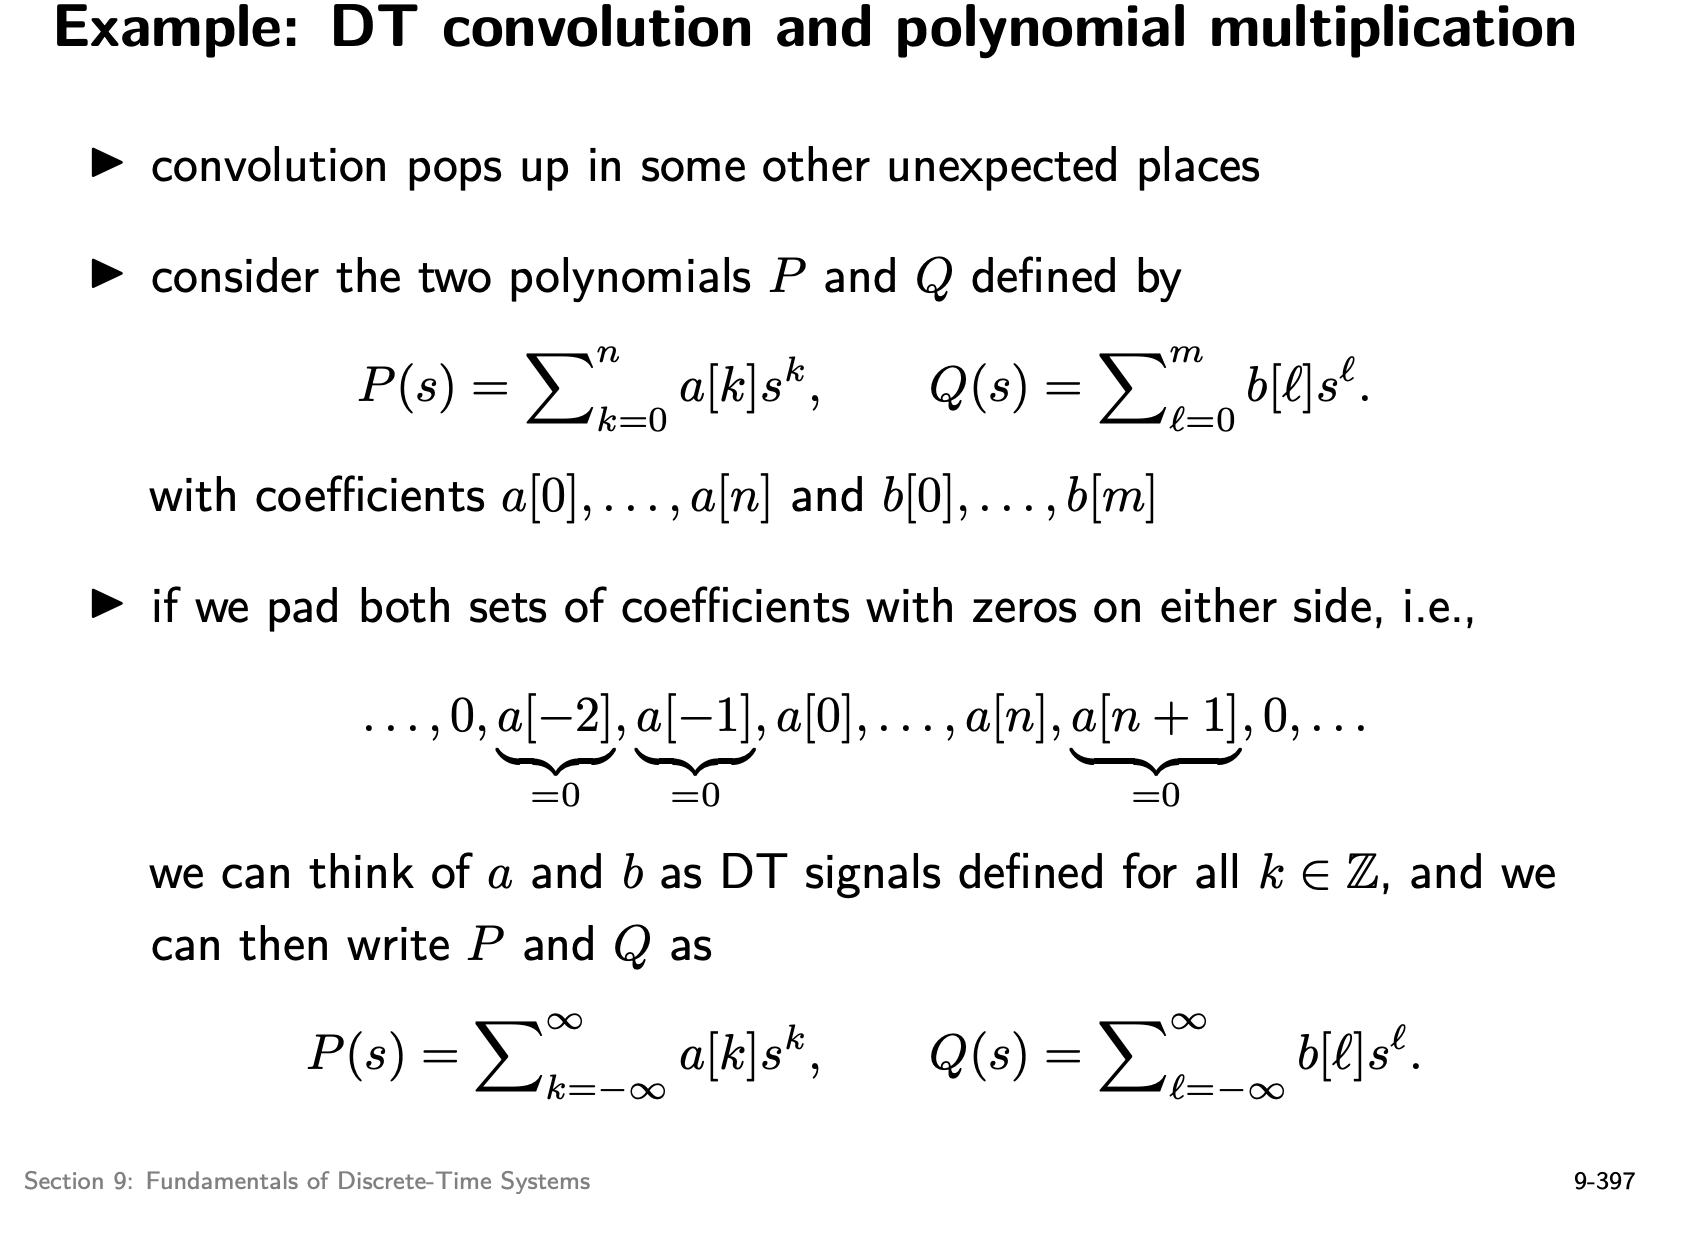 Example: DT convolution and polynomial multiplication
▶ convolution pops up in some other unexpected places
▶ consider the two polynomials P and Q defined by
P(s) = ∑_{k=0}^{n} a[k]s^k,   Q(s) = ∑_{ℓ=0}^{m} b[ℓ]s^ℓ.
with coefficients a[0], . . . , a[n] and b[0], . . . , b[m]
▶ if we pad both sets of coefficients with zeros on either side, i.e.,
. . . , 0, a[−2], a[−1], a[0], . . . , a[n], a[n + 1], 0, . . .
=0 =0 =0
we can think of a and b as DT signals defined for all k ∈ ℤ, and we
can then write P and Q as
P(s) = ∑_{k=−∞}^{∞} a[k]s^k,   Q(s) = ∑_{ℓ=−∞}^{∞} b[ℓ]s^ℓ.
Section 9: Fundamentals of Discrete-Time Systems
9-397